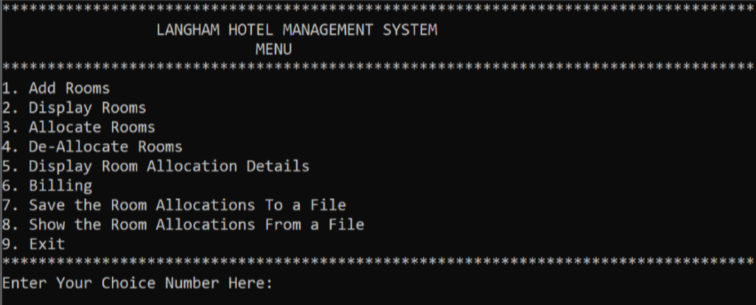 ***********************************************************************************
LANGHAM HOTEL MANAGEMENT SYSTEM
MENU
***********************************************************************************
1. Add Rooms
2. Display Rooms
3. Allocate Rooms
4. De-Allocate Rooms
5. Display Room Allocation Details
6. Billing
7. Save the Room Allocations To a File
8. Show the Room Allocations From a File
9. Exit
***********************************************************************************
Enter Your Choice Number Here: